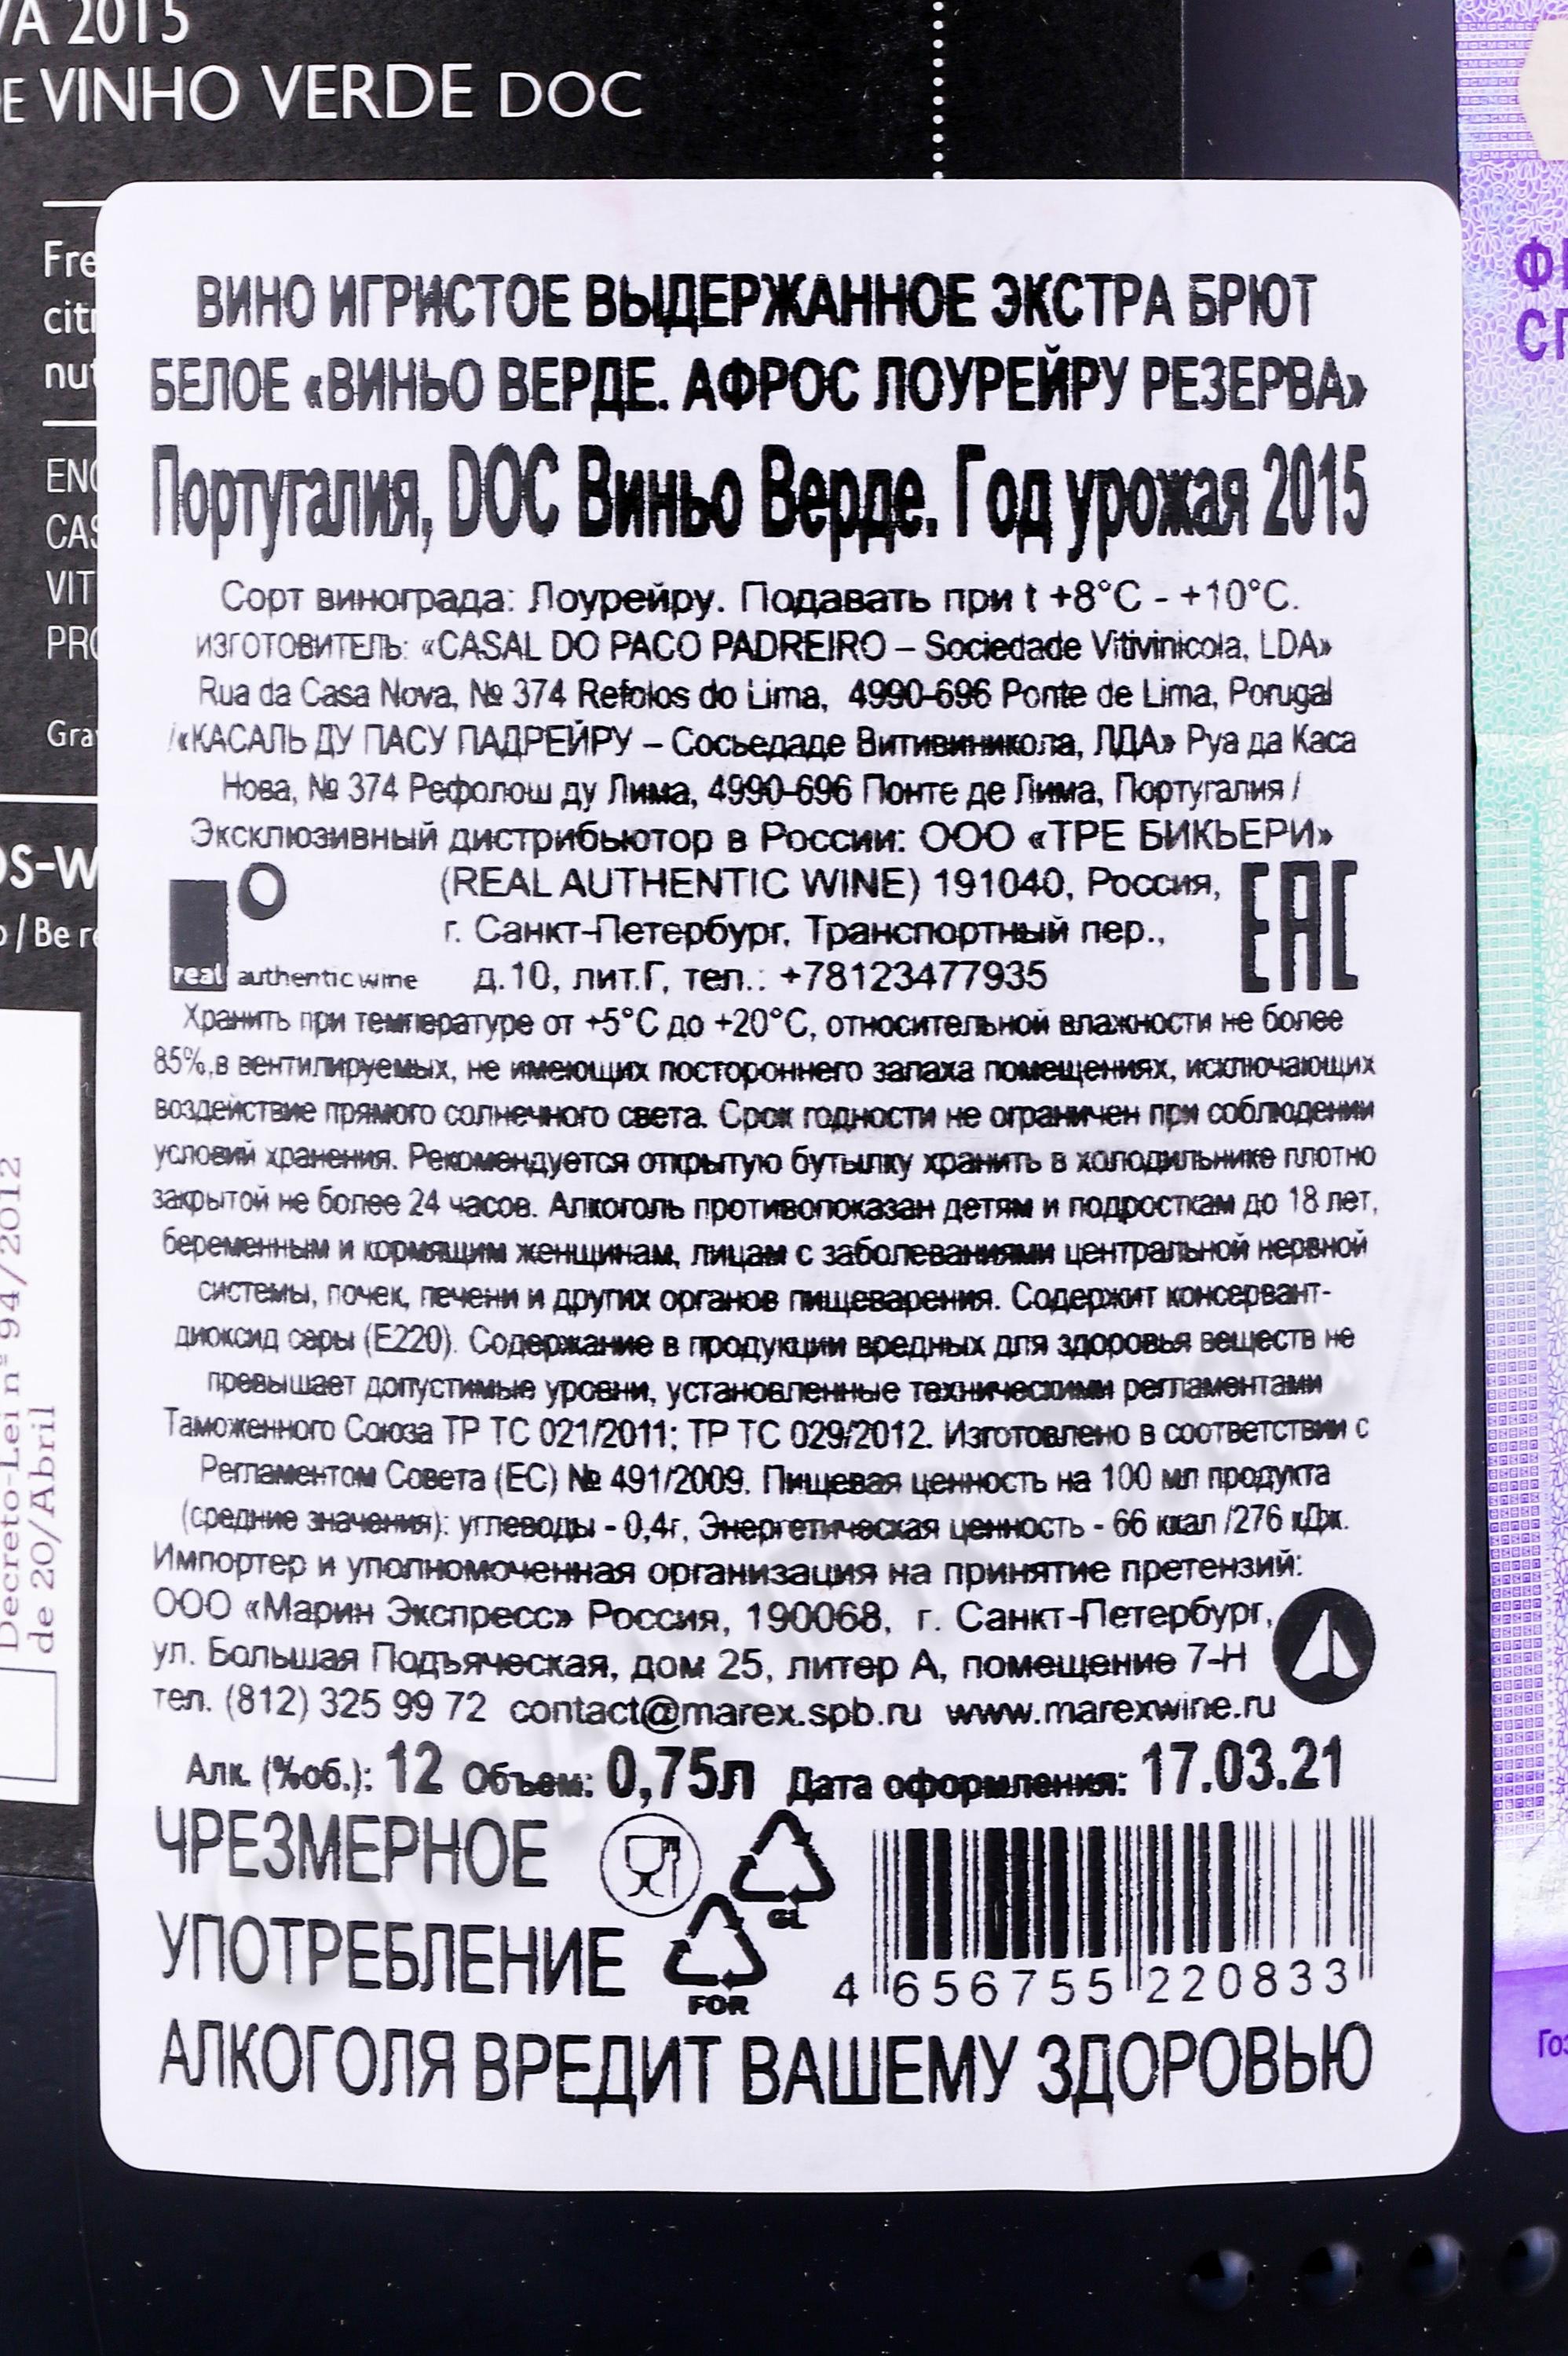 VA 2015
VINHO VERDE DOC
Fre
ВИНО ИГРИСТОЕ ВЫДЕРЖАННОЕ ЭКСТРА БРЮТ
БЕЛОЕ «ВИНЬО ВЕРДЕ. АФРОС ЛОУРЕЙРУ РЕЗЕРВА»
Португалия, DOC Виньо Верде. Год урожая 2015
Сорт винограда: Лоурейру. Подавать при t +8°C - +10°C.
ИЗГОТОВИТЕЛЬ: «CASAL DO PACO PADREIRO – Sociedade Vitivinicola, LDA»
Rua da Casa Nova, № 374 Refolos do Lima, 4990-696 Ponte de Lima, Porugal
/«КАСАЛЬ ДУ ПАСУ ПАДРЕЙРУ – Сосьедаде Витивиникола, ЛДА» Руа да Каса
Нова, № 374 Рефолош ду Лима, 4990-696 Понте де Лима, Португалия /
Эксклюзивный дистрибьютор в России: ООО «ТРЕ БИКЬЕРИ»
(REAL AUTHENTIC WINE) 191040, Россия,
г. Санкт-Петербург, Транспортный пер.,
д.10, лит.Г, тел.: +78123477935
real authentic wine
EAC
Хранить при температуре от +5°C до +20°C, относительной влажности не более
85%,в вентилируемых, не имеющих постороннего запаха помещениях, исключающих
воздействие прямого солнечного света. Срок годности не ограничен при соблюдении
условий хранения. Рекомендуется открытую бутылку хранить в холодильнике плотно
закрытой не более 24 часов. Алкоголь противопоказан детям и подросткам до 18 лет,
беременным и кормящим женщинам, лицам с заболеваниями центральной нервной
системы, почек, печени и других органов пищеварения. Содержит консервант-
диоксид серы (E220). Содержание в продукции вредных для здоровья веществ не
превышает допустимые уровни, установленные техническими регламентами
Таможенного Союза ТР ТС 021/2011; ТР ТС 029/2012. Изготовлено в соответствии с
Регламентом Совета (ЕС) № 491/2009. Пищевая ценность на 100 мл продукта
(средние значения): углеводы - 0,4г, Энергетическая ценность - 66 ккал /276 кДж.
Импортер и уполномоченная организация на принятие претензий:
ООО «Марин Экспресс» Россия, 190068, г. Санкт-Петербург,
ул. Большая Подъяческая, дом 25, литер А, помещение 7-Н
тел. (812) 325 99 72 contact@marex.spb.ru www.marexwine.ru
Алк. (%об.): 12 Объем: 0,75л Дата оформления: 17.03.21
ЧРЕЗМЕРНОЕ
УПОТРЕБЛЕНИЕ
АЛКОГОЛЯ ВРЕДИТ ВАШЕМУ ЗДОРОВЬЮ
GL
FOR
4 656755 220833
Decreto-Lei nº 94/2012
de 20/Abril